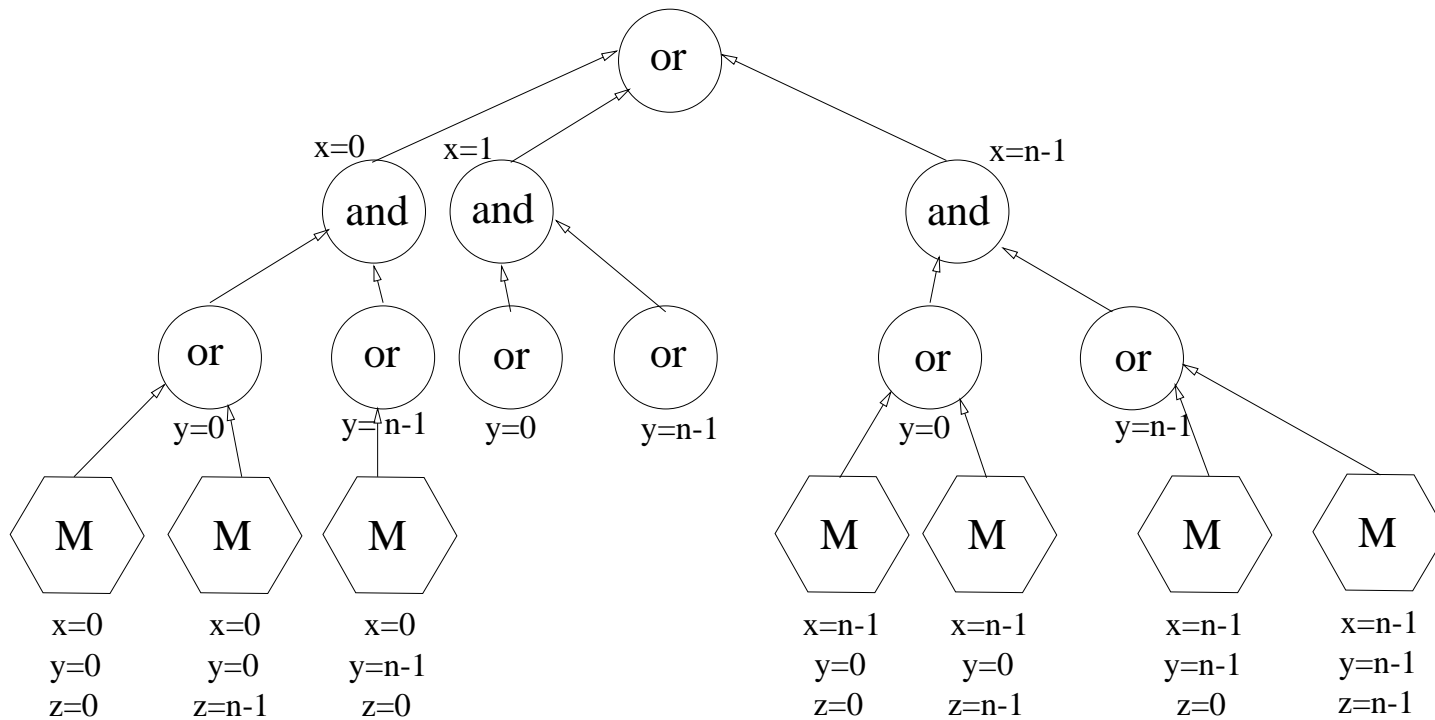 or
x=0
x=1
x=n-1
and
and
and
or
or
or
or
or
or
y=0
y=n-1
y=0
y=n-1
y=0
y=n-1
M
M
M
M
M
M
M
x=0
y=0
z=0
x=0
y=0
z=n-1
x=0
y=n-1
z=0
x=n-1
y=0
z=0
x=n-1
y=0
z=n-1
x=n-1
y=n-1
z=0
x=n-1
y=n-1
z=n-1